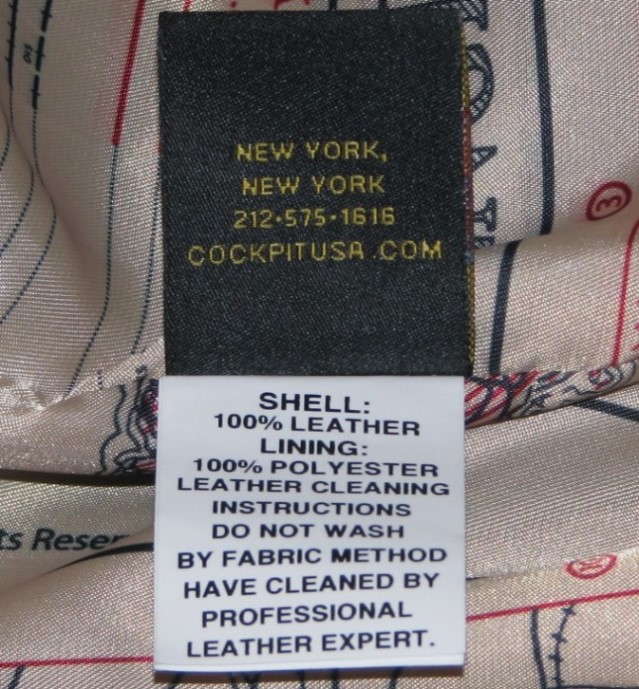 NEW YORK,
NEW YORK
212·575·1616
COCKPITUSA.COM
SHELL:
100% LEATHER
LINING:
100% POLYESTER
LEATHER CLEANING
INSTRUCTIONS
DO NOT WASH
BY FABRIC METHOD
HAVE CLEANED BY
PROFESSIONAL
LEATHER EXPERT.
3